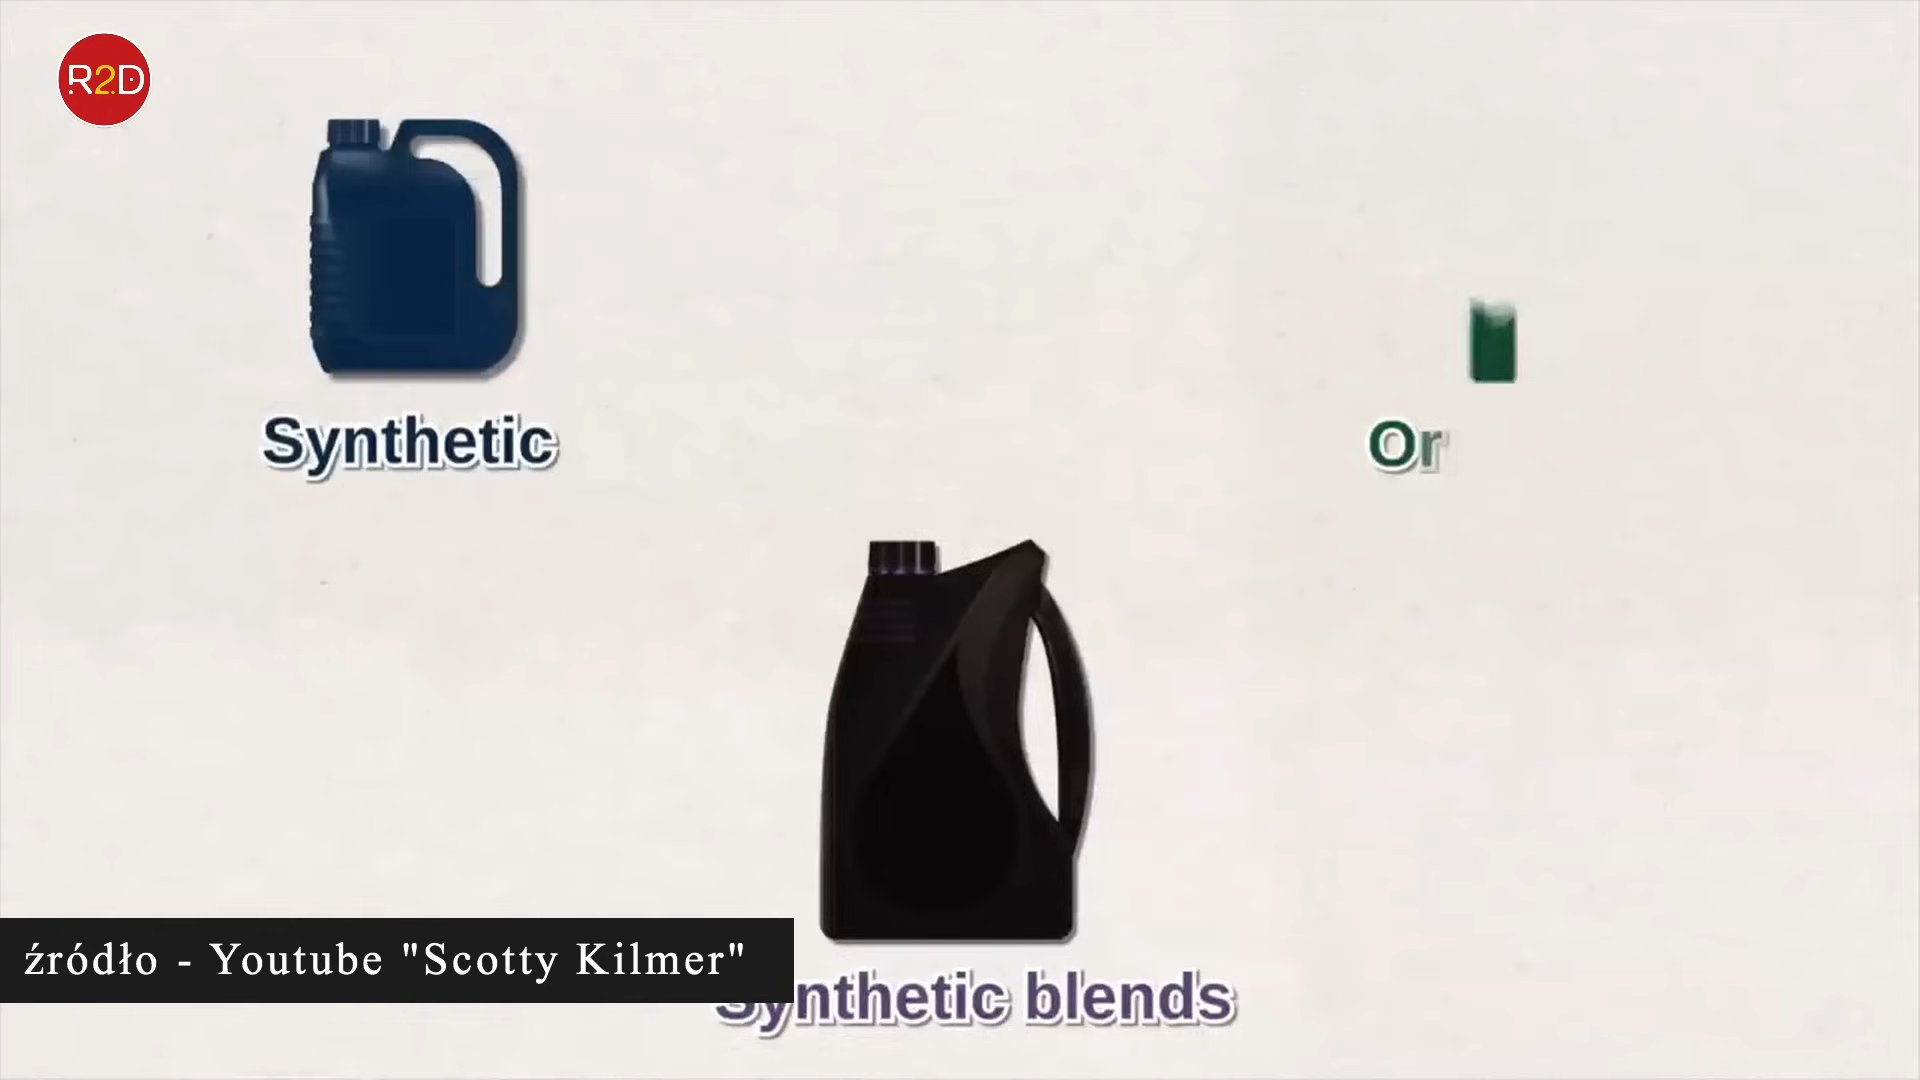 R2D
Synthetic
Or
źródło - Youtube "Scotty Kilmer"
Synthetic blends